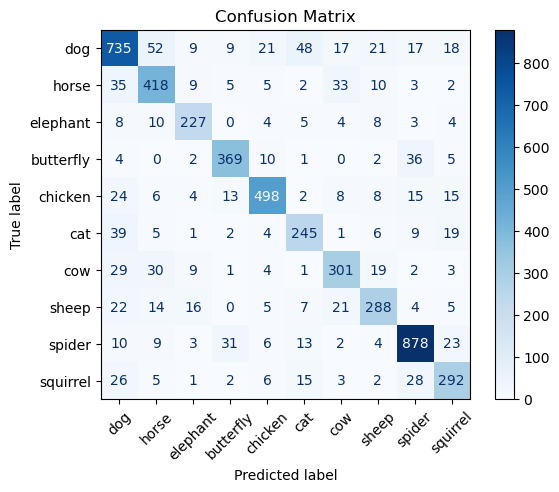 Confusion Matrix
True label
dog 735 52 9 9 21 48 17 21 17 18
horse 35 418 9 5 5 2 33 10 3 2
elephant 8 10 227 0 4 5 4 8 3 4
butterfly 4 0 2 369 10 1 0 2 36 5
chicken 24 6 4 13 498 2 8 8 15 15
cat 39 5 1 2 4 245 1 6 9 19
cow 29 30 9 1 4 1 301 19 2 3
sheep 22 14 16 0 5 7 21 288 4 5
spider 10 9 3 31 6 13 2 4 878 23
squirrel 26 5 1 2 6 15 3 2 28 292
dog horse elephant butterfly chicken cat cow sheep spider squirrel
Predicted label
800
700
600
500
400
300
200
100
0